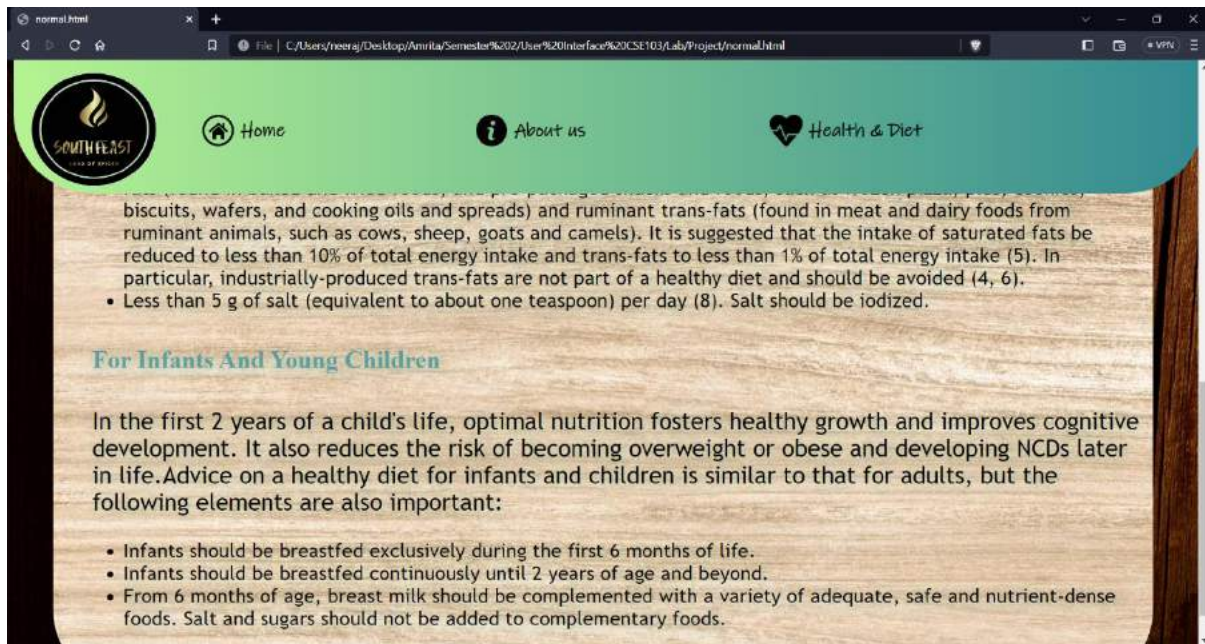 normal.html
File | C:/Users/neeraj/Desktop/Amrita/Semester%202/User%20Interface%20CSE103/Lab/Project/normal.html
VPN
SOUTHFEAST
LAND OF SPICES
Home
About us
Health & Diet
biscuits, wafers, and cooking oils and spreads) and ruminant trans-fats (found in meat and dairy foods from
ruminant animals, such as cows, sheep, goats and camels). It is suggested that the intake of saturated fats be
reduced to less than 10% of total energy intake and trans-fats to less than 1% of total energy intake (5). In
particular, industrially-produced trans-fats are not part of a healthy diet and should be avoided (4, 6).
• Less than 5 g of salt (equivalent to about one teaspoon) per day (8). Salt should be iodized.
For Infants And Young Children
In the first 2 years of a child's life, optimal nutrition fosters healthy growth and improves cognitive
development. It also reduces the risk of becoming overweight or obese and developing NCDs later
in life.Advice on a healthy diet for infants and children is similar to that for adults, but the
following elements are also important:
• Infants should be breastfed exclusively during the first 6 months of life.
• Infants should be breastfed continuously until 2 years of age and beyond.
• From 6 months of age, breast milk should be complemented with a variety of adequate, safe and nutrient-dense
foods. Salt and sugars should not be added to complementary foods.